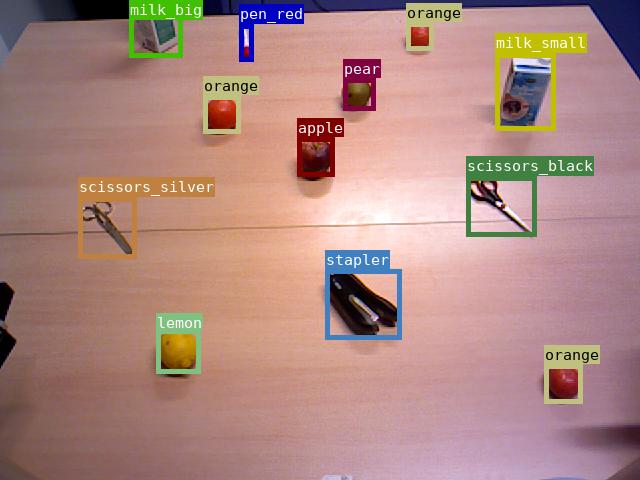 milk_big
pen_red
orange
milk_small
pear
orange
apple
scissors_black
scissors_silver
stapler
lemon
orange